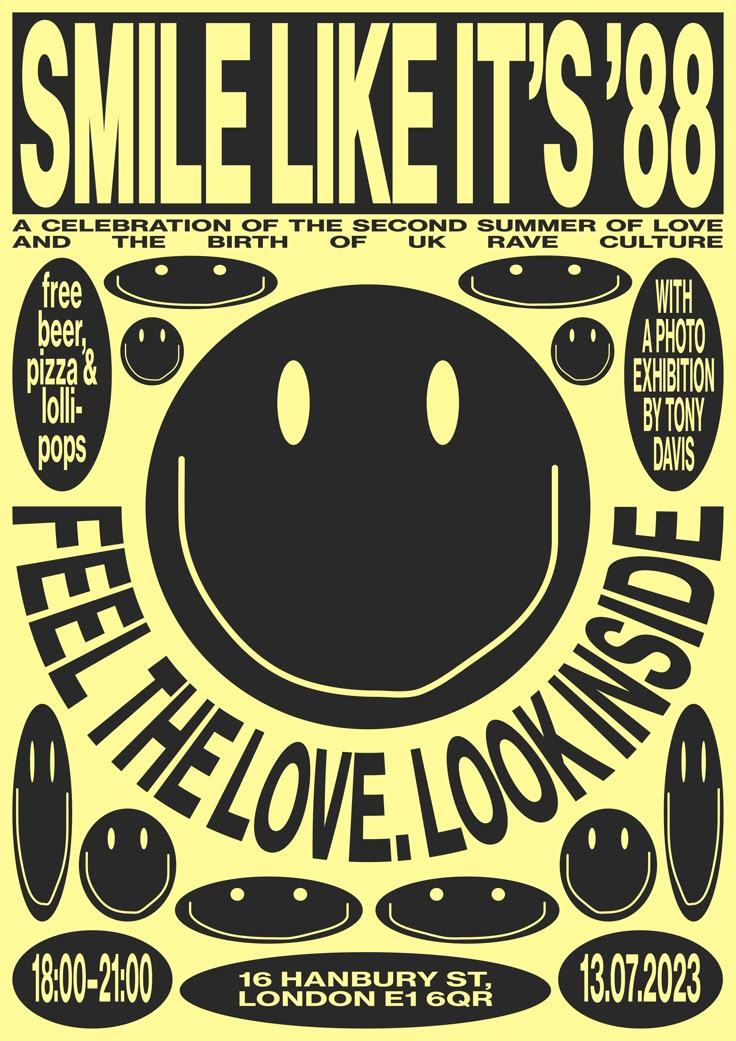 SMILE LIKE IT’S ’88
A CELEBRATION OF THE SECOND SUMMER OF LOVE
AND THE BIRTH OF UK RAVE CULTURE
free
beer,
pizza &
lolli-
pops
WITH
A PHOTO
EXHIBITION
BY TONY
DAVIS
FEEL THE LOVE. LOOK INSIDE
18:00–21:00
16 HANBURY ST,
LONDON E1 6QR
13.07.2023